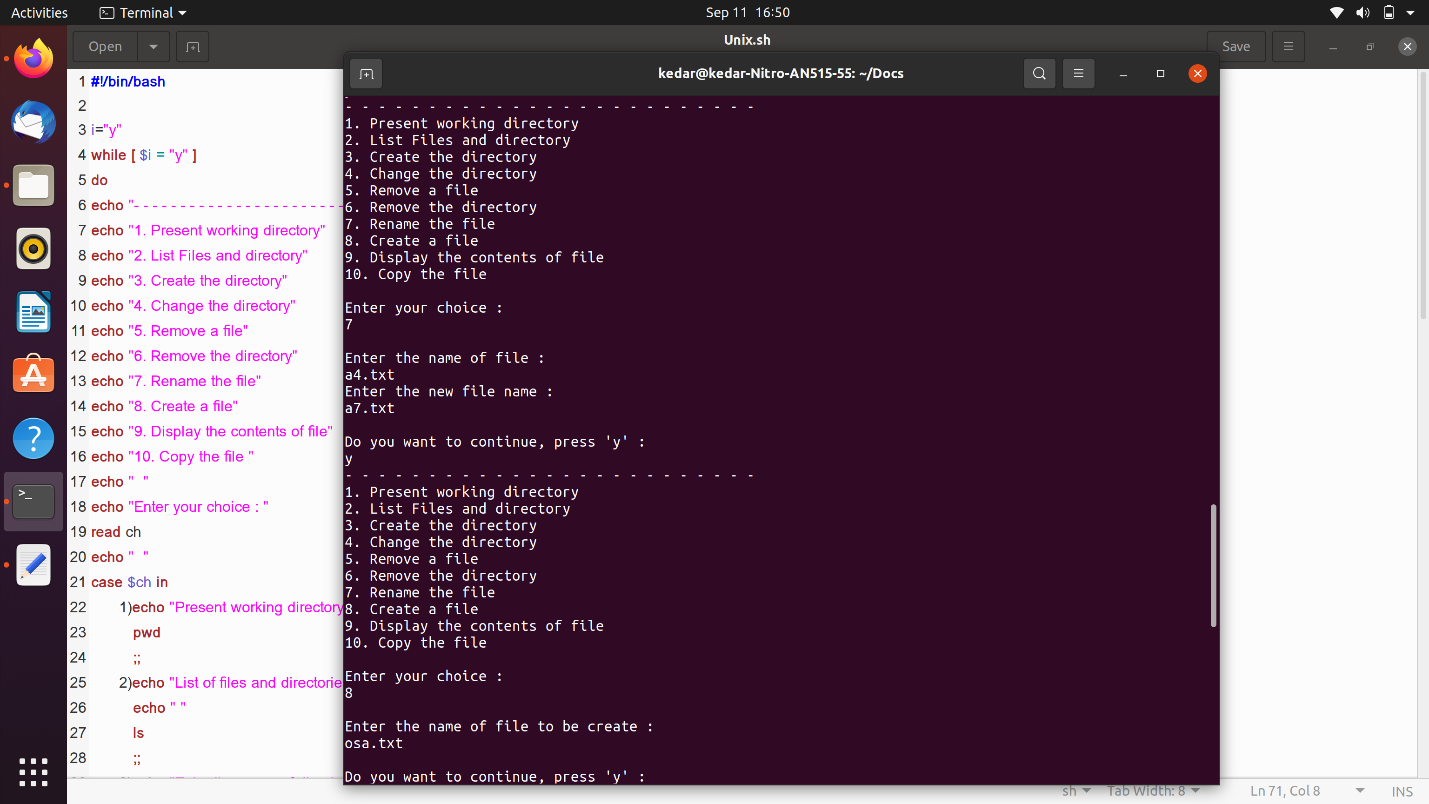 Activities Terminal Sep 11 16:50
Open Unix.sh Save
1 #!/bin/bash
2
3 i="y"
4 while [ $i = "y" ]
5 do
6 echo "- - - - - - - - - - - - - - - - - - - - - - -
7 echo "1. Present working directory"
8 echo "2. List Files and directory"
9 echo "3. Create the directory"
10 echo "4. Change the directory"
11 echo "5. Remove a file"
12 echo "6. Remove the directory"
13 echo "7. Rename the file"
14 echo "8. Create a file"
15 echo "9. Display the contents of file"
16 echo "10. Copy the file "
17 echo "  "
18 echo "Enter your choice : "
19 read ch
20 echo "  "
21 case $ch in
22 1)echo "Present working directory
23 pwd
24 ;;
25 2)echo "List of files and directorie
26 echo " "
27 ls
28 ;;
kedar@kedar-Nitro-AN515-55: ~/Docs
- - - - - - - - - - - - - - - - - - - - - - - - -
1. Present working directory
2. List Files and directory
3. Create the directory
4. Change the directory
5. Remove a file
6. Remove the directory
7. Rename the file
8. Create a file
9. Display the contents of file
10. Copy the file
Enter your choice :
7
Enter the name of file :
a4.txt
Enter the new file name :
a7.txt
Do you want to continue, press 'y' :
y
- - - - - - - - - - - - - - - - - - - - - - - - -
1. Present working directory
2. List Files and directory
3. Create the directory
4. Change the directory
5. Remove a file
6. Remove the directory
7. Rename the file
8. Create a file
9. Display the contents of file
10. Copy the file
Enter your choice :
8
Enter the name of file to be create :
osa.txt
Do you want to continue, press 'y' :
sh Tab Width: 8 Ln 71, Col 8 INS